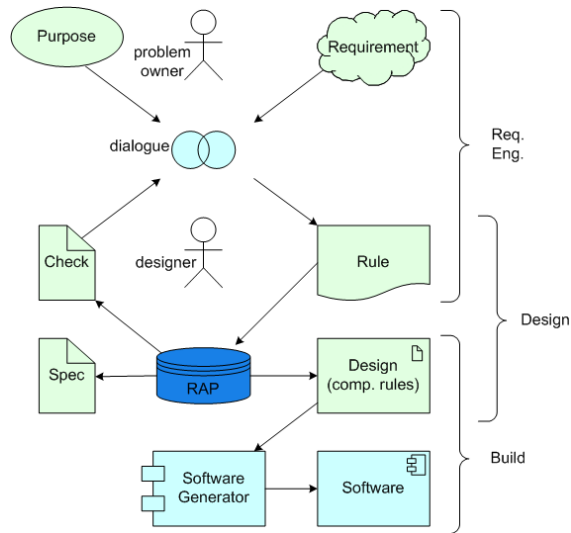 Purpose
problem
owner
Requirement
dialogue
Req.
Eng.
Check
designer
Rule
Design
Spec
RAP
Design
(comp. rules)
Build
Software
Generator
Software